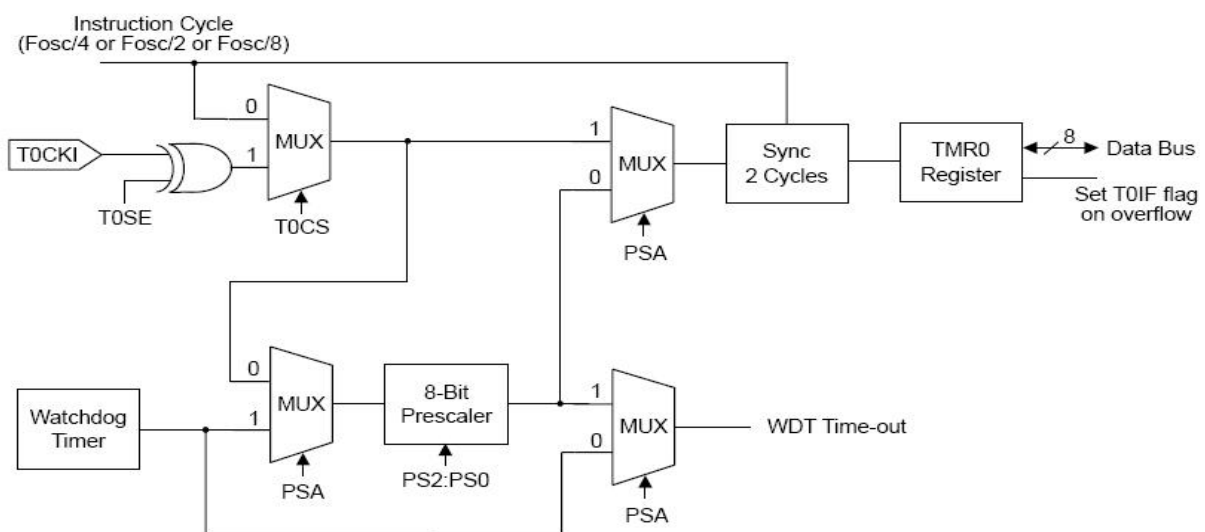 Instruction Cycle
(Fosc/4 or Fosc/2 or Fosc/8)
0
MUX
1
T0CKI
T0SE
T0CS
1
MUX
0
PSA
Sync
2 Cycles
TMR0
Register
8
Data Bus
Set T0IF flag
on overflow
Watchdog
Timer
0
MUX
1
PSA
8-Bit
Prescaler
PS2:PS0
1
MUX
0
PSA
WDT Time-out